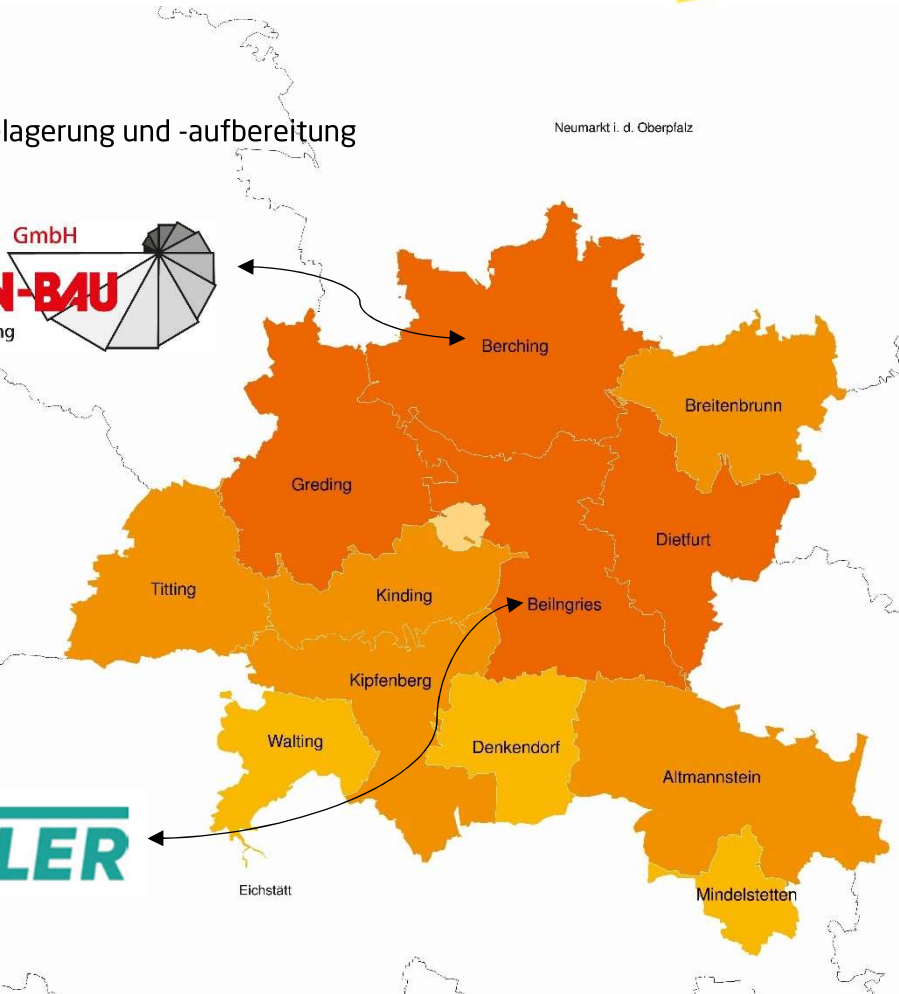 lagerung und -aufbereitung
Neumarkt i. d. Oberpfalz
GmbH
N-BAU
ng
Berching
Breitenbrunn
Greding
Dietfurt
Titting
Kinding
Beilngries
Kipfenberg
Walting
Denkendorf
Altmannstein
LER
Eichstätt
Mindelstetten